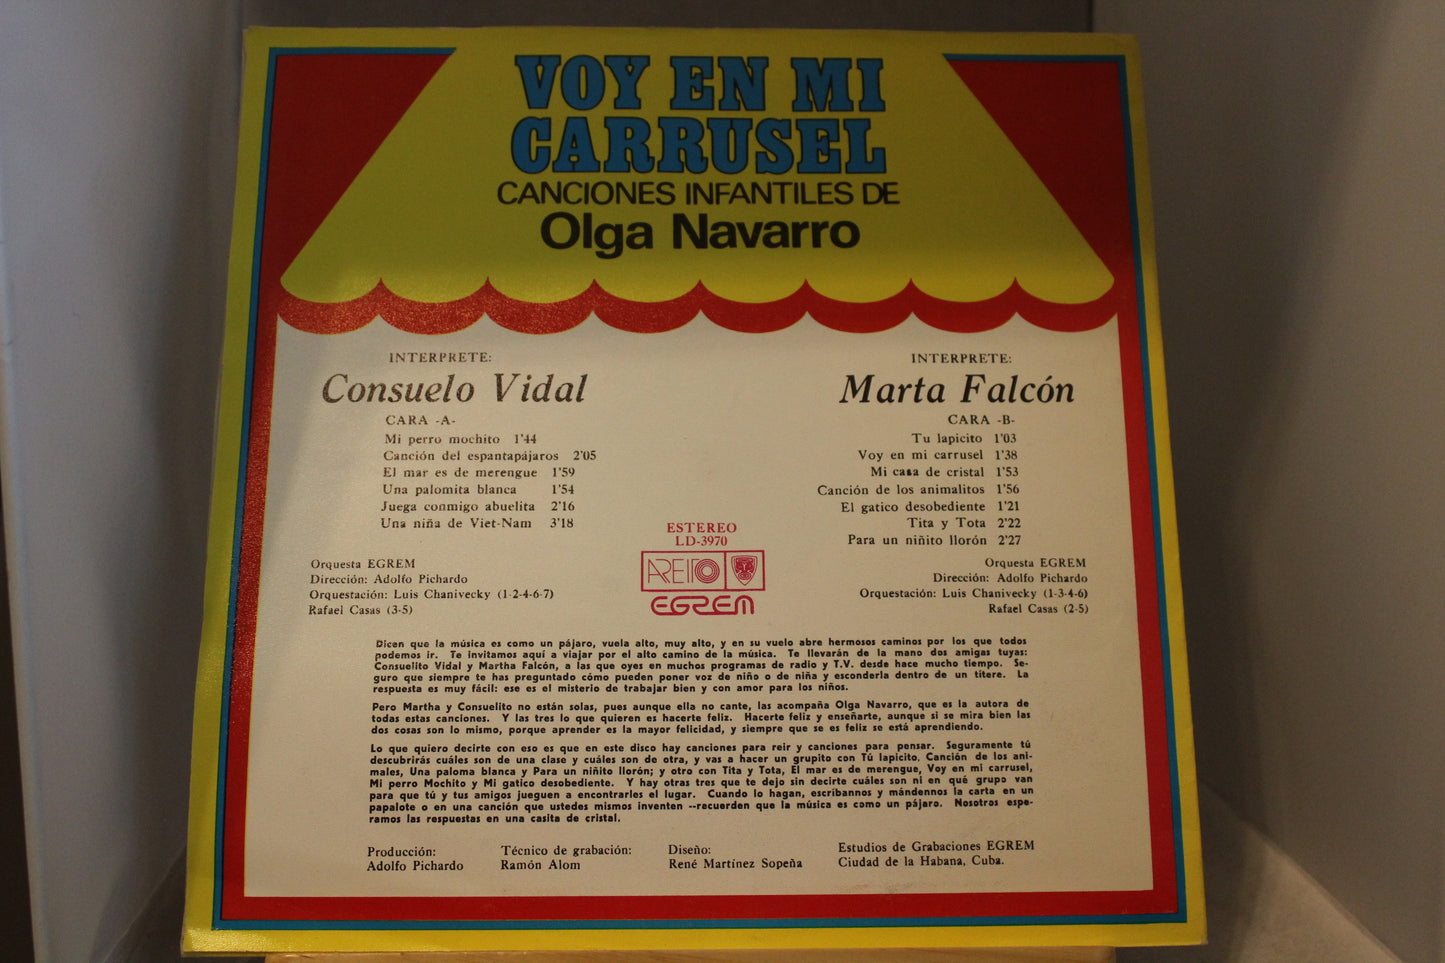 VOY EN MI
CARRUSEL
CANCIONES INFANTILES DE
Olga Navarro
INTERPRETE:
Consuelo Vidal
CARA -A-
Mi perro mochito 1'44
Canción del espantapájaros 2'05
El mar es de merengue 1'59
Una palomita blanca 1'54
Juega conmigo abuelita 2'16
Una niña de Viet-Nam 3'18
Orquesta EGREM
Dirección: Adolfo Pichardo
Orquestación: Luis Chanivecky (1-2-4-6-7)
Rafael Casas (3-5)
INTERPRETE:
Marta Falcón
CARA -B-
Tu lapicito 1'03
Voy en mi carrusel 1'38
Mi casa de cristal 1'53
Canción de los animalitos 1'56
El gatico desobediente 1'21
Tita y Tota 2'22
Para un niñito llorón 2'27
Orquesta EGREM
Dirección: Adolfo Pichardo
Orquestación: Luis Chanivecky (1-3-4-6)
Rafael Casas (2-5)
ESTEREO
LD-3970
AREITO
EGREM
Dicen que la música es como un pájaro, vuela alto, muy alto, y en su vuelo abre hermosos caminos por los que todos
podemos ir. Te invitamos aquí a viajar por el alto camino de la música. Te llevarán de la mano dos amigas tuyas:
Consuelito Vidal y Martha Falcón, a las que oyes en muchos programas de radio y T.V. desde hace mucho tiempo. Se-
guro que siempre te has preguntado cómo pueden poner voz de niño o de niña y esconderla dentro de un títere. La
respuesta es muy fácil: ese es el misterio de trabajar bien y con amor para los niños.
Pero Martha y Consuelito no están solas, pues aunque ella no cante, las acompaña Olga Navarro, que es la autora de
todas estas canciones. Y las tres lo que quieren es hacerte feliz. Hacerte feliz y enseñarte, aunque si se mira bien las
dos cosas son lo mismo, porque aprender es la mayor felicidad, y siempre que se es feliz se está aprendiendo.
Lo que quiero decirte con eso es que en este disco hay canciones para reir y canciones para pensar. Seguramente tú
descubrirás cuáles son de una clase y cuáles son de otra, y vas a hacer un grupito con Tú lapicito, Canción de los ani-
males, Una paloma blanca y Para un niñito llorón; y otro con Tita y Tota, El mar es de merengue, Voy en mi carrusel,
Mi perro Mochito y Mi gatico desobediente. Y hay otras tres que te dejo sin decirte cuáles son ni en qué grupo van
para que tú y tus amigos jueguen a encontrarles el lugar. Cuando lo hagan, escríbannos y mándennos la carta en un
papalote o en una canción que ustedes mismos inventen --recuerden que la música es como un pájaro. Nosotros espe-
ramos las respuestas en una casita de cristal.
Producción:
Adolfo Pichardo
Técnico de grabación:
Ramón Alom
Diseño:
René Martínez Sopeña
Estudios de Grabaciones EGREM
Ciudad de la Habana, Cuba.